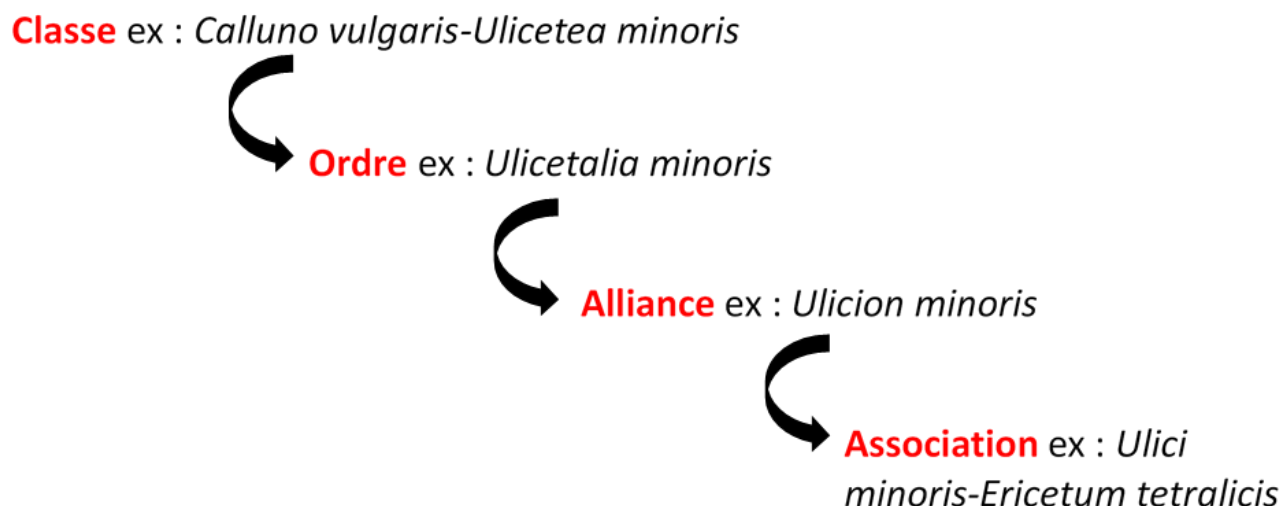 Classe ex : Calluno vulgaris-Ulicetea minoris
Ordre ex : Ulicetalia minoris
Alliance ex : Ulicion minoris
Association ex : Ulici
minoris-Ericetum tetralicis